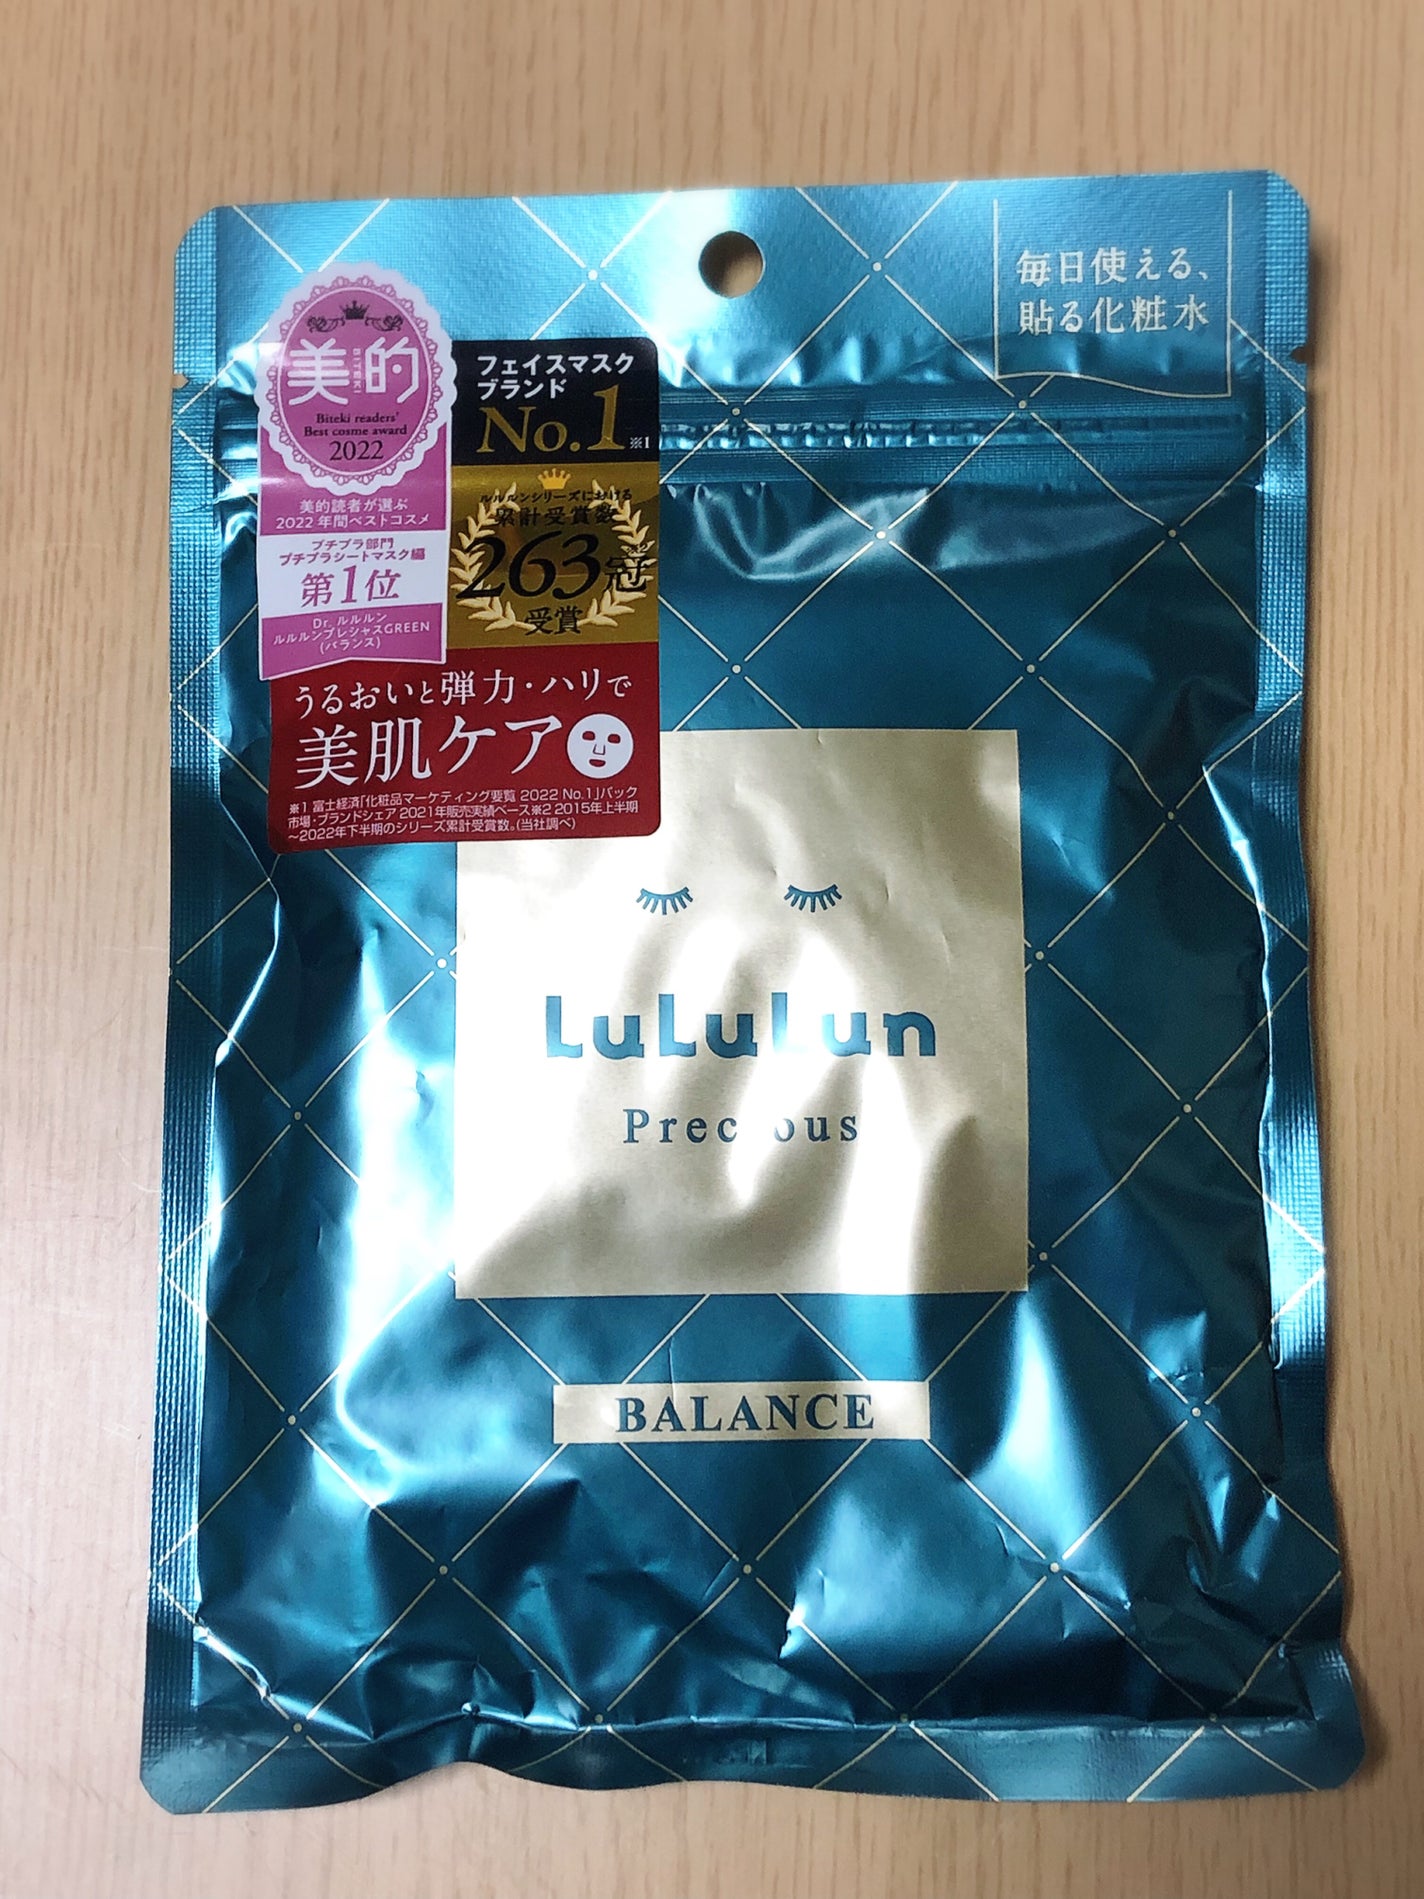 毎日使える、
貼る化粧水
美的
BITEKI
Biteki readers'
Best cosme award
2022
美的読者が選ぶ
2022年間ベストコスメ
プチプラ部門
プチプラシートマスク編
第1位
Dr. ルルルン
ルルルンプレシャスGREEN
(バランス)
フェイスマスク
ブランド
No.1※1
ルルルンシリーズにおける
累計受賞数
263冠
受賞
うるおいと弾力・ハリで
美肌ケア
※1 富士経済「化粧品マーケティング要覧 2022 No.1」パック
市場・ブランドシェア 2021年販売実績ベース※2 2015年上半期
～2022年下半期のシリーズ累計受賞数。(当社調べ)
LuLuLun
Precious
BALANCE